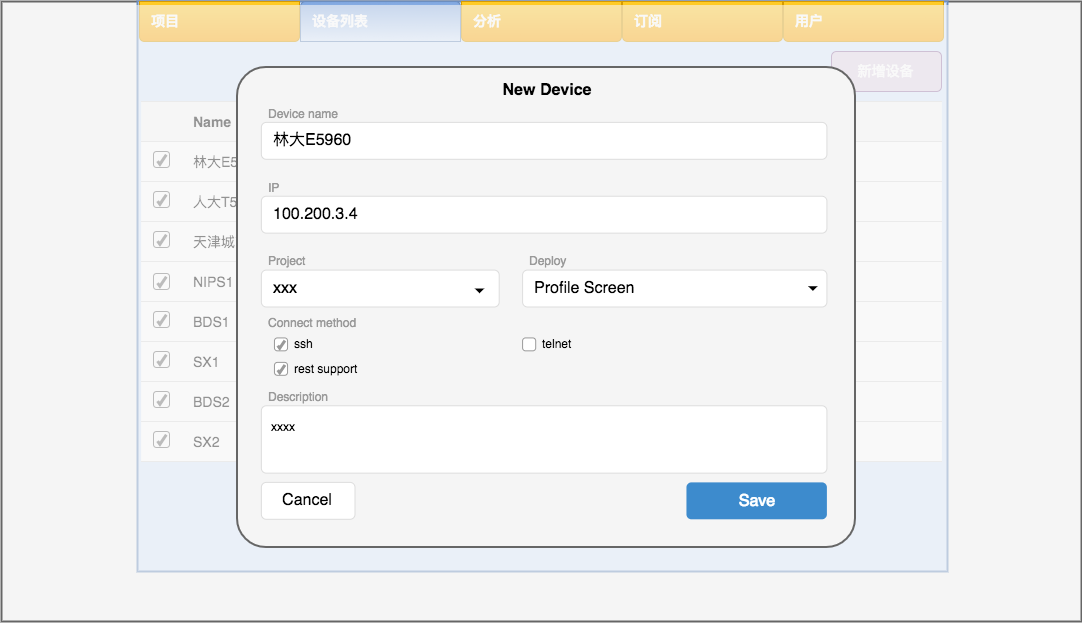 项目 设备列表 分析 订阅 用户
新增设备
New Device
Device name
林大E5960
IP
100.200.3.4
Project Deploy
xxx Profile Screen
Connect method
ssh telnet
rest support
Description
xxxx
Cancel Save
Name
林大E5
人大T5
天津城
NIPS1
BDS1
SX1
BDS2
SX2